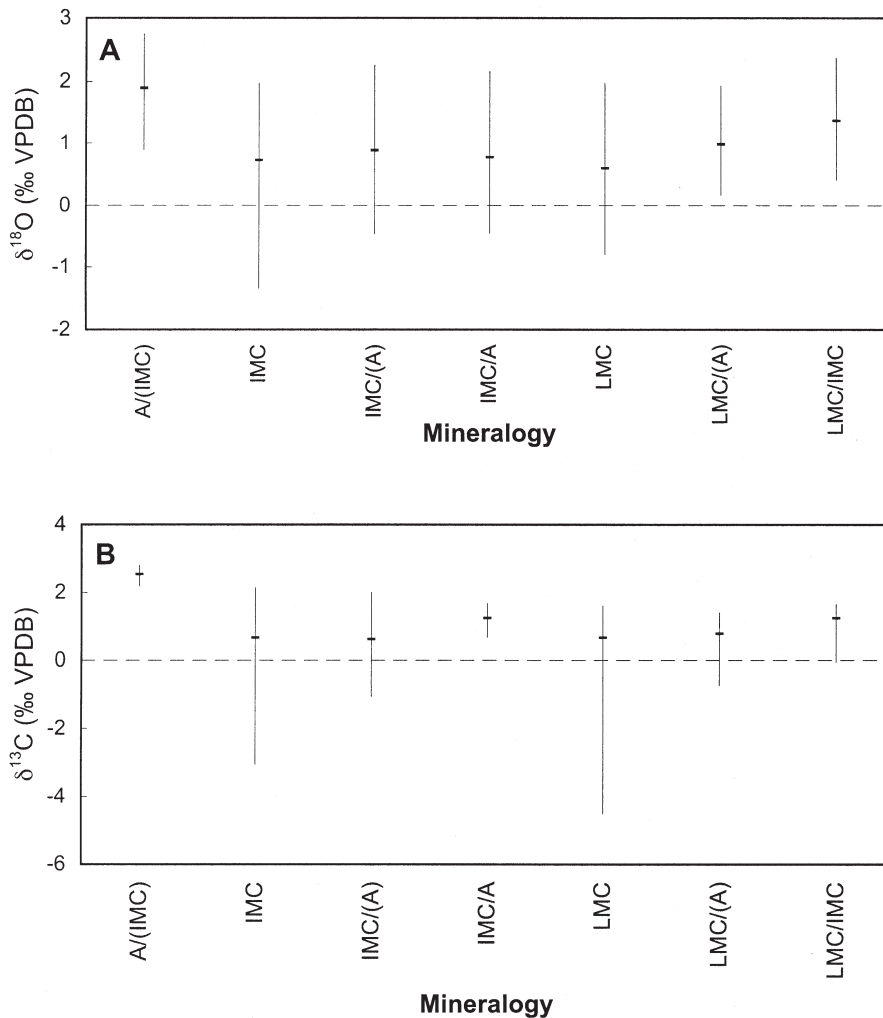 A
3
2
1
0
-1
-2
δ18O (‰ VPDB)
A/(IMC)
IMC
IMC/(A)
IMC/A
LMC
LMC/(A)
LMC/IMC
Mineralogy
B
4
2
0
-2
-4
-6
δ13C (‰ VPDB)
A/(IMC)
IMC
IMC/(A)
IMC/A
LMC
LMC/(A)
LMC/IMC
Mineralogy